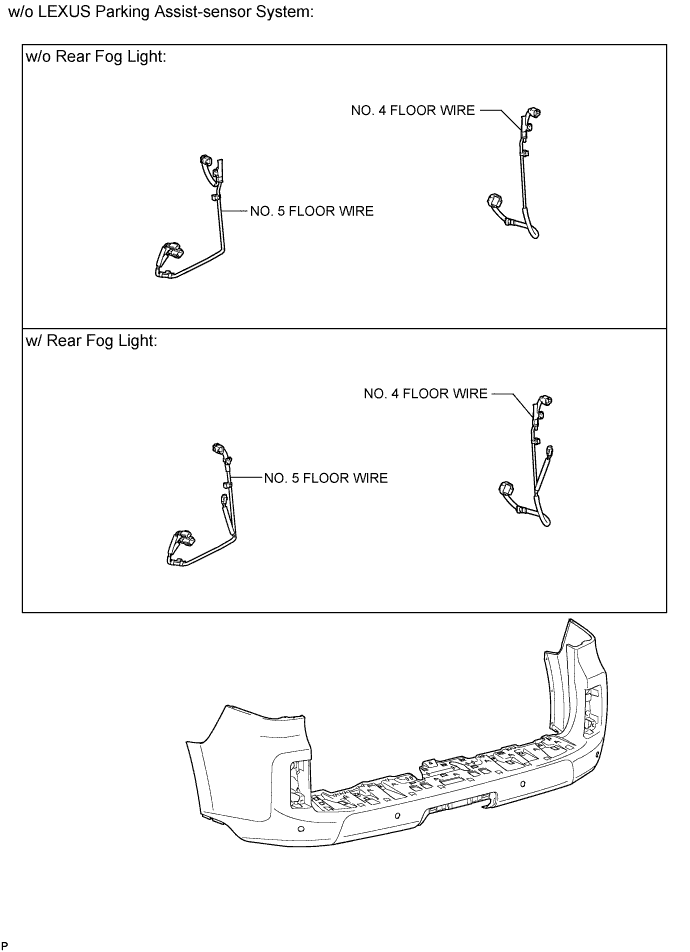 w/o LEXUS Parking Assist-sensor System:
w/o Rear Fog Light:
NO. 4 FLOOR WIRE
NO. 5 FLOOR WIRE
w/ Rear Fog Light:
NO. 4 FLOOR WIRE
NO. 5 FLOOR WIRE
P